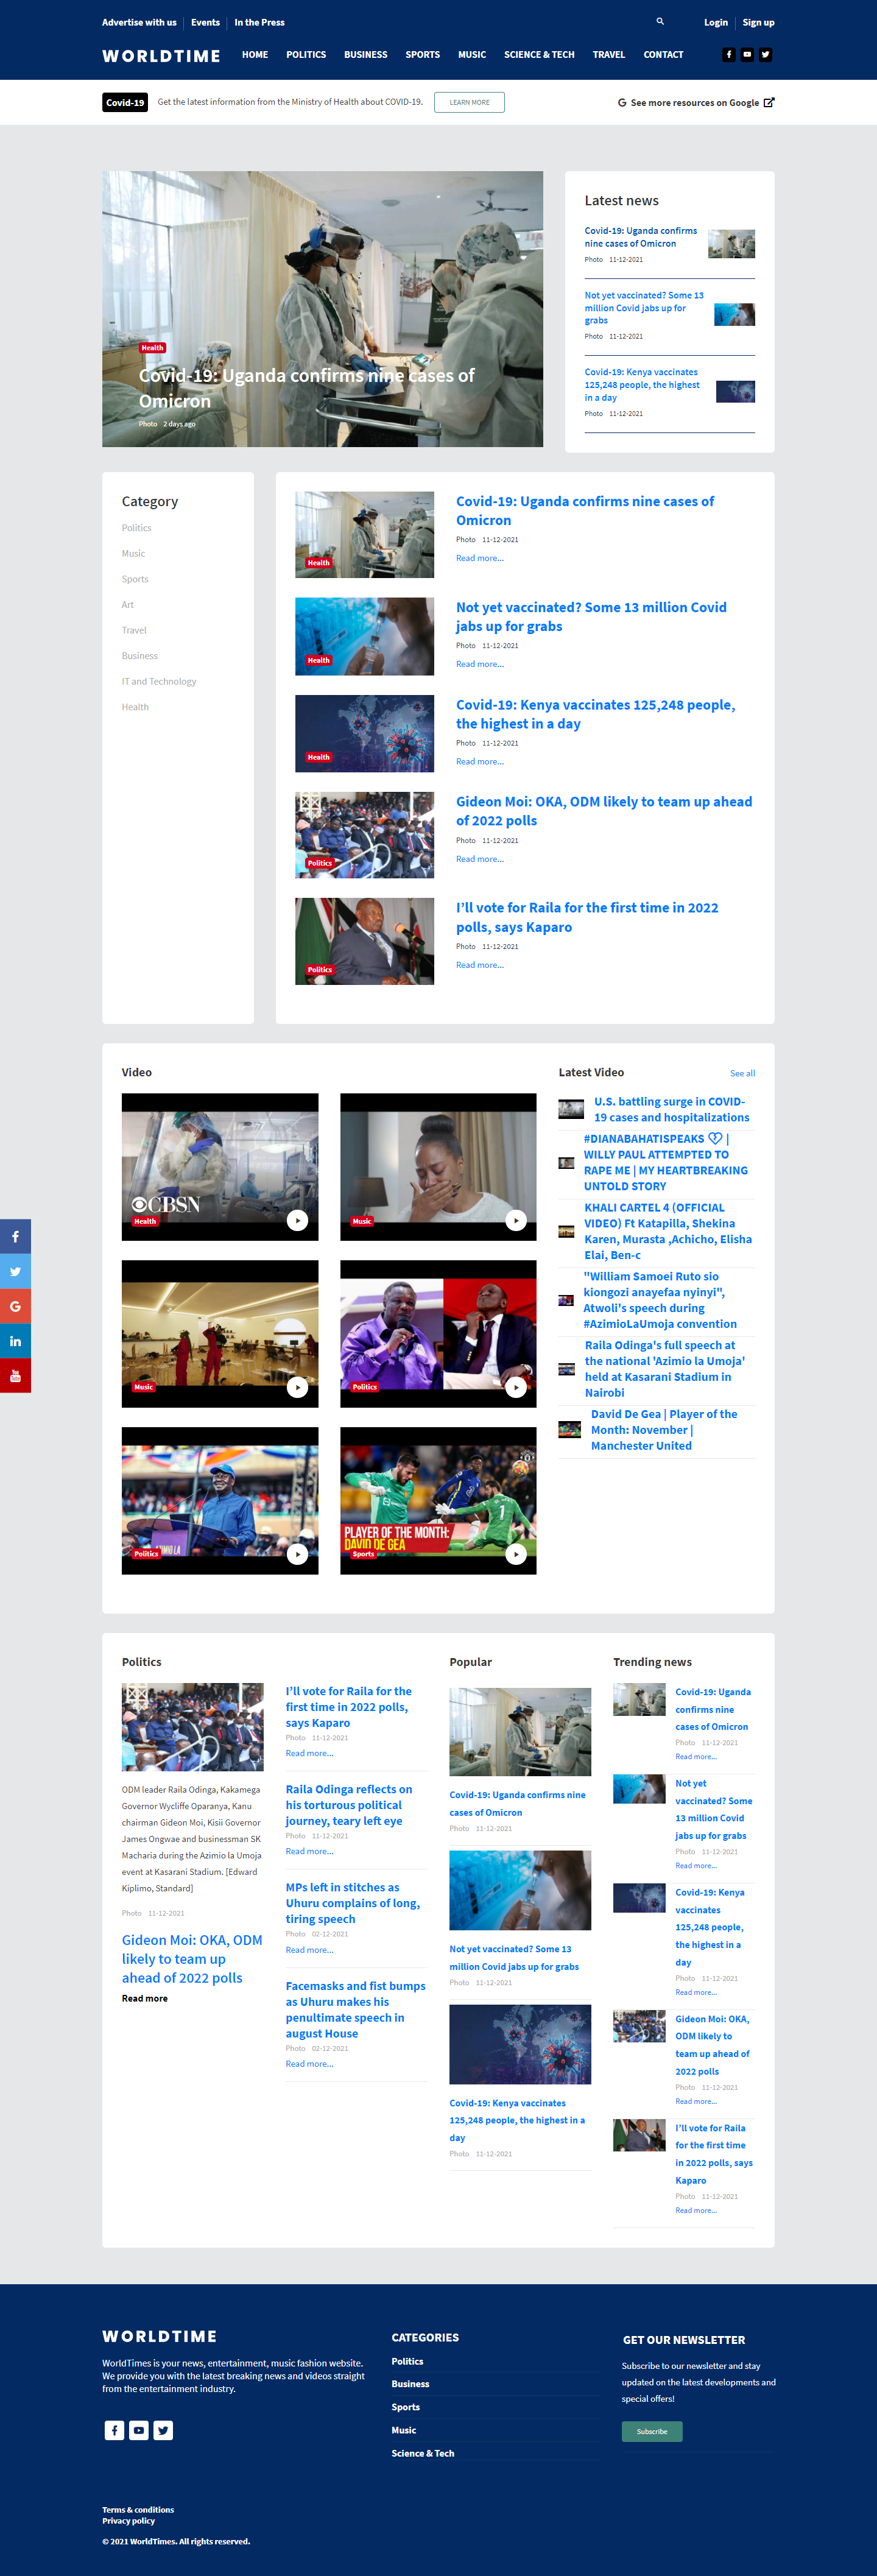 Advertise with us
Events
In the Press
Login
Sign up
WORLDTIME
HOME
POLITICS
BUSINESS
SPORTS
MUSIC
SCIENCE & TECH
TRAVEL
CONTACT
Covid-19
Get the latest information from the Ministry of Health about COVID-19.
LEARN MORE
See more resources on Google
Health
Covid-19: Uganda confirms nine cases of
Omicron
Photo 2 days ago
Latest news
Covid-19: Uganda confirms
nine cases of Omicron
Photo 11-12-2021
Not yet vaccinated? Some 13
million Covid jabs up for
grabs
Photo 11-12-2021
Covid-19: Kenya vaccinates
125,248 people, the highest
in a day
Photo 11-12-2021
Category
Politics
Music
Sports
Art
Travel
Business
IT and Technology
Health
Health
Covid-19: Uganda confirms nine cases of
Omicron
Photo 11-12-2021
Read more...
Health
Not yet vaccinated? Some 13 million Covid
jabs up for grabs
Photo 11-12-2021
Read more...
Health
Covid-19: Kenya vaccinates 125,248 people,
the highest in a day
Photo 11-12-2021
Read more...
Politics
Gideon Moi: OKA, ODM likely to team up ahead
of 2022 polls
Photo 11-12-2021
Read more...
Politics
I’ll vote for Raila for the first time in 2022
polls, says Kaparo
Photo 11-12-2021
Read more...
Video
CBSN
Health
Music
Music
Politics
Politics
PLAYER OF THE MONTH:
DAVID DE GEA
Sports
Latest Video
See all
U.S. battling surge in COVID-
19 cases and hospitalizations
#DIANABAHATISPEAKS 💔 |
WILLY PAUL ATTEMPTED TO
RAPE ME | MY HEARTBREAKING
UNTOLD STORY
KHALI CARTEL 4 (OFFICIAL
VIDEO) Ft Katapilla, Shekina
Karen, Murasta ,Achicho, Elisha
Elai, Ben-c
"William Samoei Ruto sio
kiongozi anayefaa nyinyi",
Atwoli's speech during
#AzimioLaUmoja convention
Raila Odinga's full speech at
the national 'Azimio la Umoja'
held at Kasarani Stadium in
Nairobi
David De Gea | Player of the
Month: November |
Manchester United
Politics
ODM leader Raila Odinga, Kakamega
Governor Wycliffe Oparanya, Kanu
chairman Gideon Moi, Kisii Governor
James Ongwae and businessman SK
Macharia during the Azimio la Umoja
event at Kasarani Stadium. [Edward
Kiplimo, Standard]
Photo 11-12-2021
Gideon Moi: OKA, ODM
likely to team up
ahead of 2022 polls
Read more
I’ll vote for Raila for the
first time in 2022 polls,
says Kaparo
Photo 11-12-2021
Read more...
Raila Odinga reflects on
his torturous political
journey, teary left eye
Photo 11-12-2021
Read more...
MPs left in stitches as
Uhuru complains of long,
tiring speech
Photo 02-12-2021
Read more...
Facemasks and fist bumps
as Uhuru makes his
penultimate speech in
august House
Photo 02-12-2021
Read more...
Popular
Covid-19: Uganda confirms nine
cases of Omicron
Photo 11-12-2021
Not yet vaccinated? Some 13
million Covid jabs up for grabs
Photo 11-12-2021
Covid-19: Kenya vaccinates
125,248 people, the highest in a
day
Photo 11-12-2021
Trending news
Covid-19: Uganda
confirms nine
cases of Omicron
Photo 11-12-2021
Read more...
Not yet
vaccinated? Some
13 million Covid
jabs up for grabs
Photo 11-12-2021
Read more...
Covid-19: Kenya
vaccinates
125,248 people,
the highest in a
day
Photo 11-12-2021
Read more...
Gideon Moi: OKA,
ODM likely to
team up ahead of
2022 polls
Photo 11-12-2021
Read more...
I’ll vote for Raila
for the first time
in 2022 polls, says
Kaparo
Photo 11-12-2021
Read more...
WORLDTIME
WorldTimes is your news, entertainment, music fashion website.
We provide you with the latest breaking news and videos straight
from the entertainment industry.
CATEGORIES
Politics
Business
Sports
Music
Science & Tech
GET OUR NEWSLETTER
Subscribe to our newsletter and stay
updated on the latest developments and
special offers!
Subscribe
Terms & conditions
Privacy policy
© 2021 WorldTimes. All rights reserved.